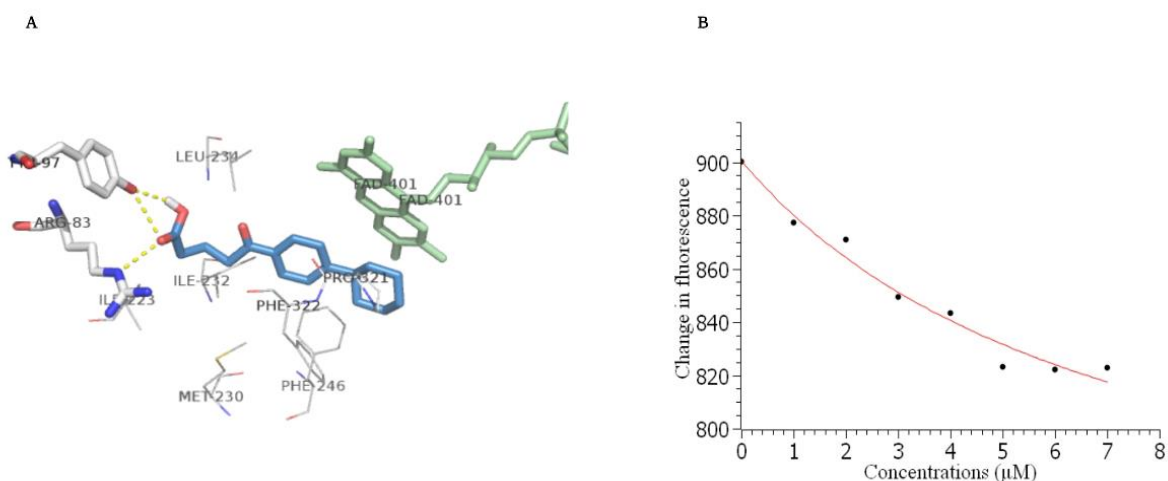 A
B
LEU-234
ARG-83
FAD-401
FAD-401
ILE-232
PRO-321
ILE-223
PHE-322
MET-230
PHE-246
Change in fluorescence
900
880
860
840
820
800
0 1 2 3 4 5 6 7 8
Concentrations (µM)